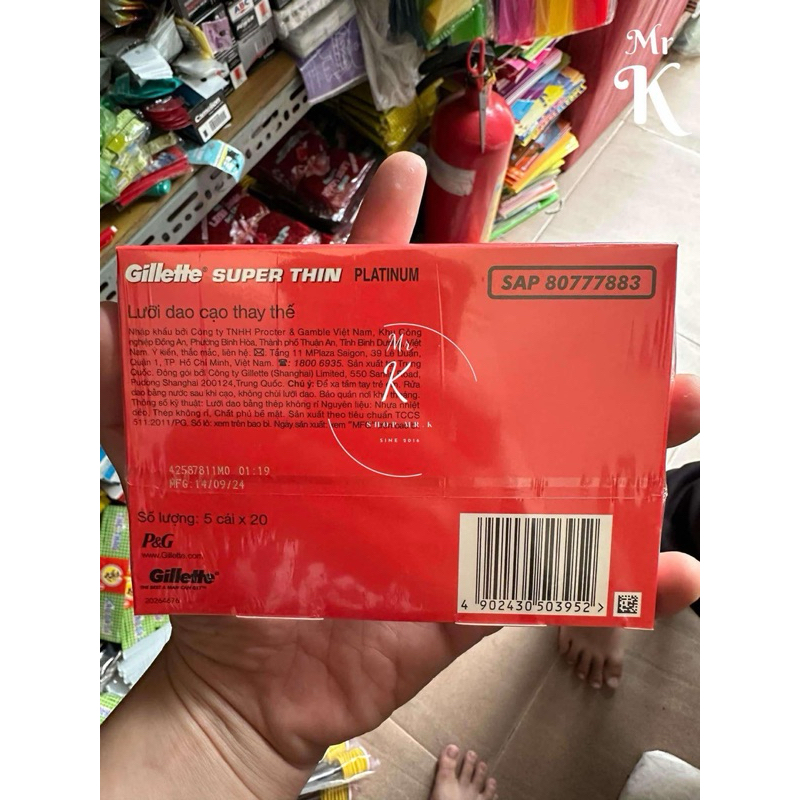 Mr
K
Gillette® SUPER THIN PLATINUM
SAP 80777883
Lưỡi dao cạo thay thế
Nhập khẩu bởi Công ty TNHH Procter & Gamble Việt Nam, Khu Công
nghiệp Đồng An, Phường Bình Hòa, Thành phố Thuận An, Tỉnh Bình Dương, Việt
Nam. Ý kiến, thắc mắc, liên hệ: Tầng 11 MPlaza Saigon, 39 Lê Duẩn,
Quận 1, TP Hồ Chí Minh, Việt Nam. ☎: 1800 6935. Sản xuất Trung
Quốc. Đóng gói bởi Công ty Gillette (Shanghai) Limited, 550 San
Road, Pudong Shanghai 200124, Trung Quốc. Chú ý: Để xa tầm tay trẻ em. Rửa
dao bằng nước sau khi cạo, không chùi lưỡi dao. Bảo quản nơi khô
Thông số kỹ thuật: Lưỡi dao bằng thép không rỉ Nguyên liệu: Nhựa nhiệt
dẻo, Thép không rỉ, Chất phủ bề mặt. Sản xuất theo tiêu chuẩn TCCS
511:2011/PG. Số lô: xem trên bao bì. Ngày sản xuất: xem "MFG"
Mr
K
SHOP MR.K
SINE 2016
42587811M0 01:19
MFG.14/09/24
Số lượng: 5 cái x 20
P&G
www.Gillette.com
Gillette®
4 902430 503952 >